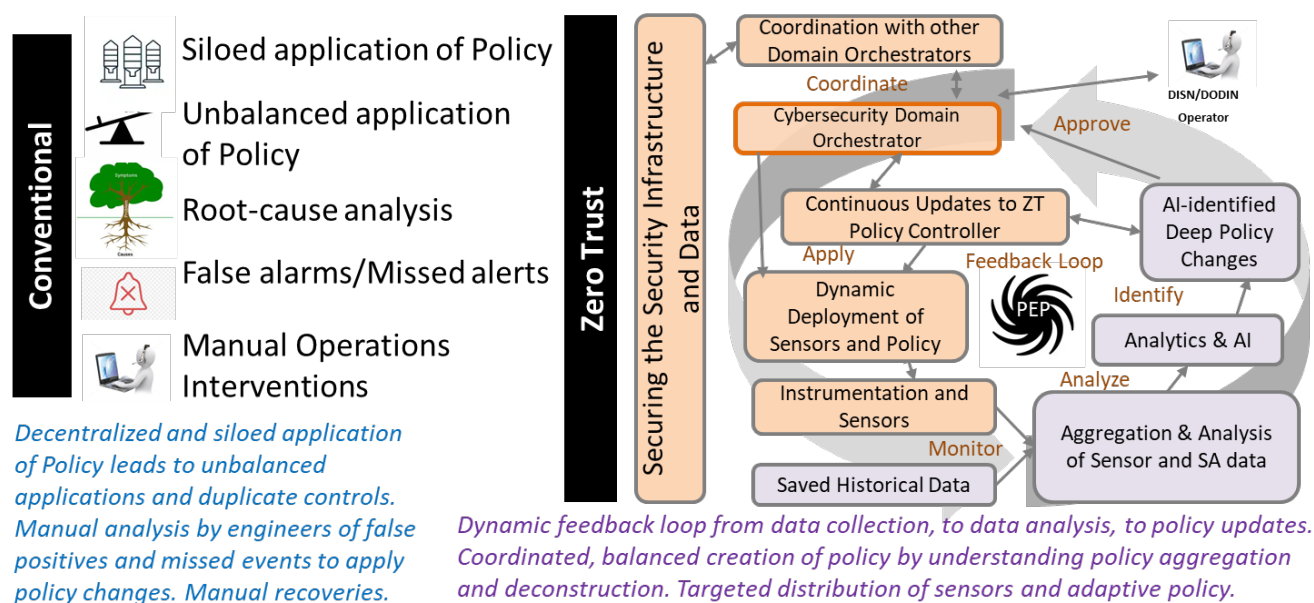 Conventional
Siloed application of Policy
Unbalanced application
of Policy
Symptoms
Root-cause analysis
Causes
False alarms/Missed alerts
Manual Operations
Interventions
Decentralized and siloed application
of Policy leads to unbalanced
applications and duplicate controls.
Manual analysis by engineers of false
positives and missed events to apply
policy changes. Manual recoveries.
Zero Trust
Securing the Security Infrastructure
and Data
Coordination with other
Domain Orchestrators
Coordinate
DISN/DODIN
Operator
Cybersecurity Domain
Orchestrator
Approve
Continuous Updates to ZT
Policy Controller
AI-identified
Deep Policy
Changes
Apply
Feedback Loop
Dynamic
Deployment of
Sensors and Policy
PEP
Identify
Analytics & AI
Analyze
Instrumentation and
Sensors
Monitor
Aggregation & Analysis
of Sensor and SA data
Saved Historical Data
Dynamic feedback loop from data collection, to data analysis, to policy updates.
Coordinated, balanced creation of policy by understanding policy aggregation
and deconstruction. Targeted distribution of sensors and adaptive policy.